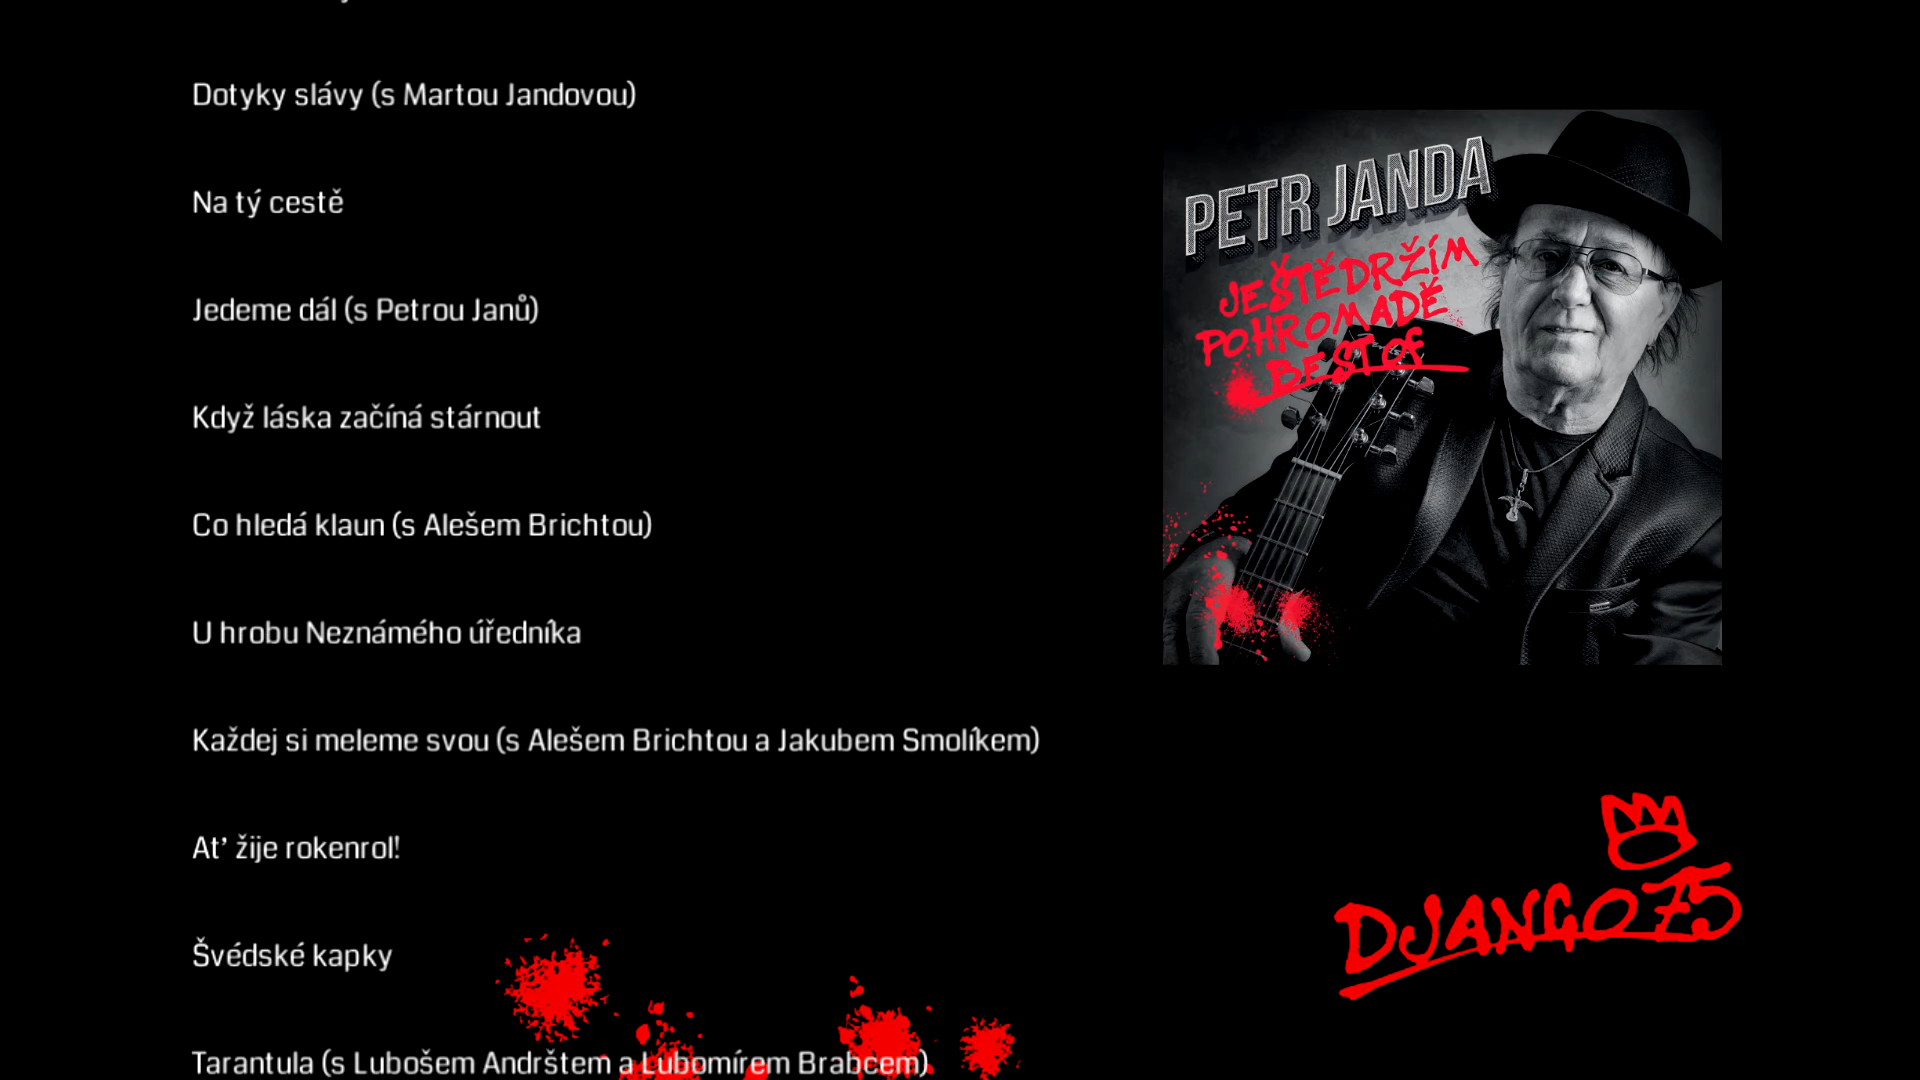 Dotyky slávy (s Martou Jandovou)
Na tý cestě
Jedeme dál (s Petrou Janů)
Když láska začíná stárnout
Co hledá klaun (s Alešem Brichtou)
U hrobu Neznámého úředníka
Každej si meleme svou (s Alešem Brichtou a Jakubem Smolíkem)
Ať žije rokenrol!
Švédské kapky
Tarantula (s Lubošem Andrštem a Lubomírem Brabcem)
PETR JANDA
JEŠTĚ DRŽÍM
POHROMADĚ
BEST OF
DJANGO 75